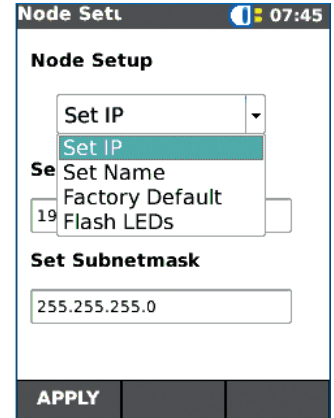 Node Setu 07:45
Node Setup
Set IP
Set IP
Set Name
Factory Default
Flash LEDs
Se
19
Set Subnetmask
255.255.255.0
APPLY